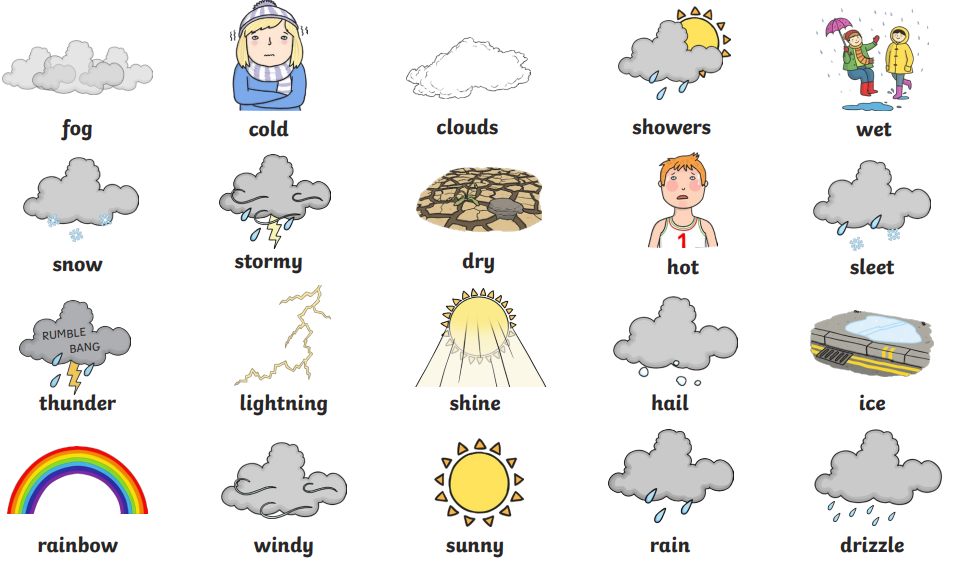 fog
cold
clouds
showers
wet
snow
stormy
dry
hot
1
sleet
RUMBLE
BANG
thunder
lightning
shine
hail
ice
rainbow
windy
sunny
rain
drizzle